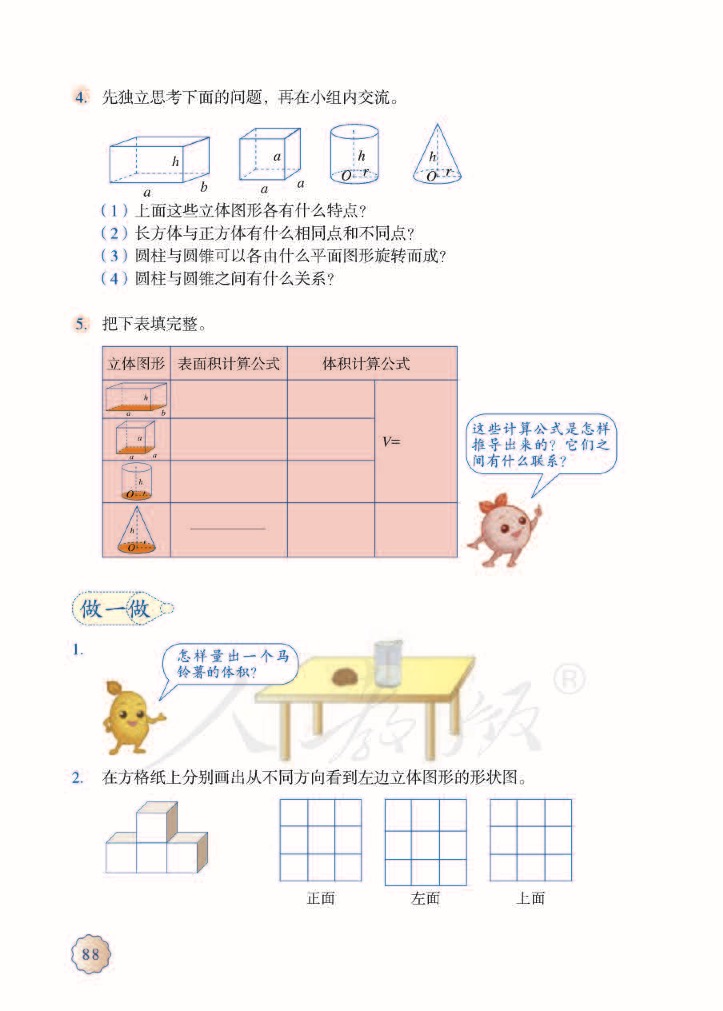 4. 先独立思考下面的问题，再在小组内交流。
h
a
b
a
a
a
h
O
r
h
O
r
（1）上面这些立体图形各有什么特点？
（2）长方体与正方体有什么相同点和不同点？
（3）圆柱与圆锥可以各由什么平面图形旋转而成？
（4）圆柱与圆锥之间有什么关系？
5. 把下表填完整。
立体图形 表面积计算公式 体积计算公式
h
a
b
a
a
a
V=
h
O
r
h
O
r
这些计算公式是怎样
推导出来的？它们之
间有什么联系？
做一做
1.
怎样量出一个马
铃薯的体积？
人教版®
2. 在方格纸上分别画出从不同方向看到左边立体图形的形状图。
正面 左面 上面
88